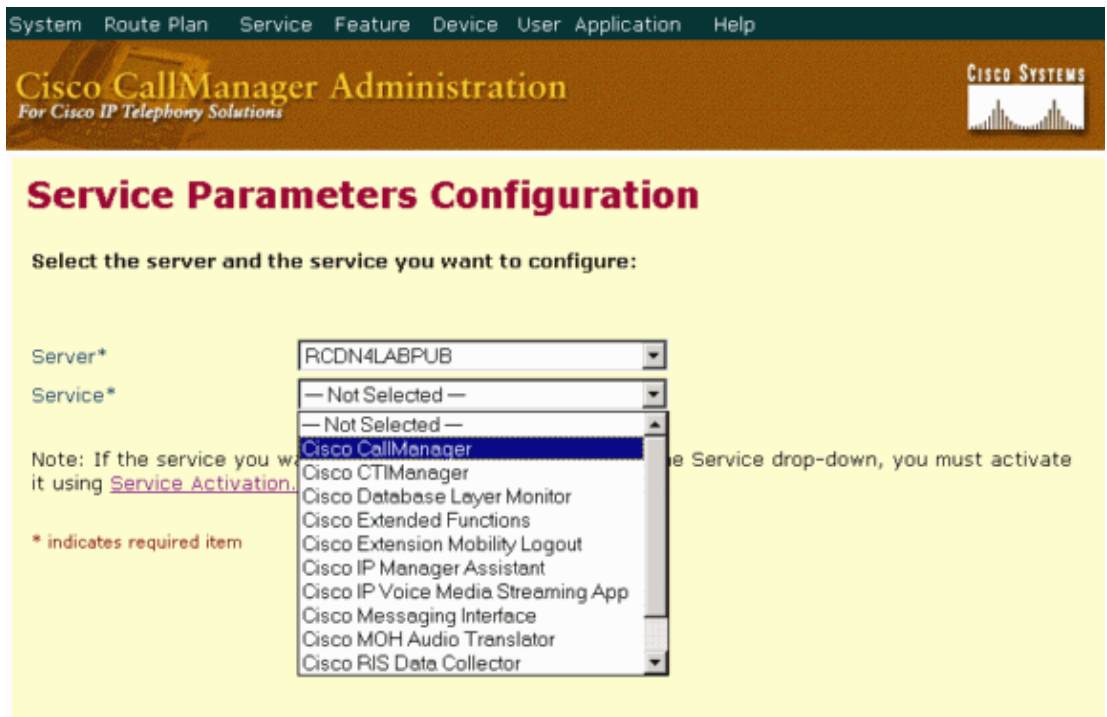 System Route Plan Service Feature Device User Application Help
Cisco CallManager Administration
For Cisco IP Telephony Solutions
CISCO SYSTEMS
Service Parameters Configuration
Select the server and the service you want to configure:
Server* RCDN4LABPUB
Service* — Not Selected —
— Not Selected —
Cisco CallManager
Cisco CTIManager
Cisco Database Layer Monitor
Cisco Extended Functions
Cisco Extension Mobility Logout
Cisco IP Manager Assistant
Cisco IP Voice Media Streaming App
Cisco Messaging Interface
Cisco MOH Audio Translator
Cisco RIS Data Collector
Note: If the service you Service drop-down, you must activate
it using Service Activation.
* indicates required item